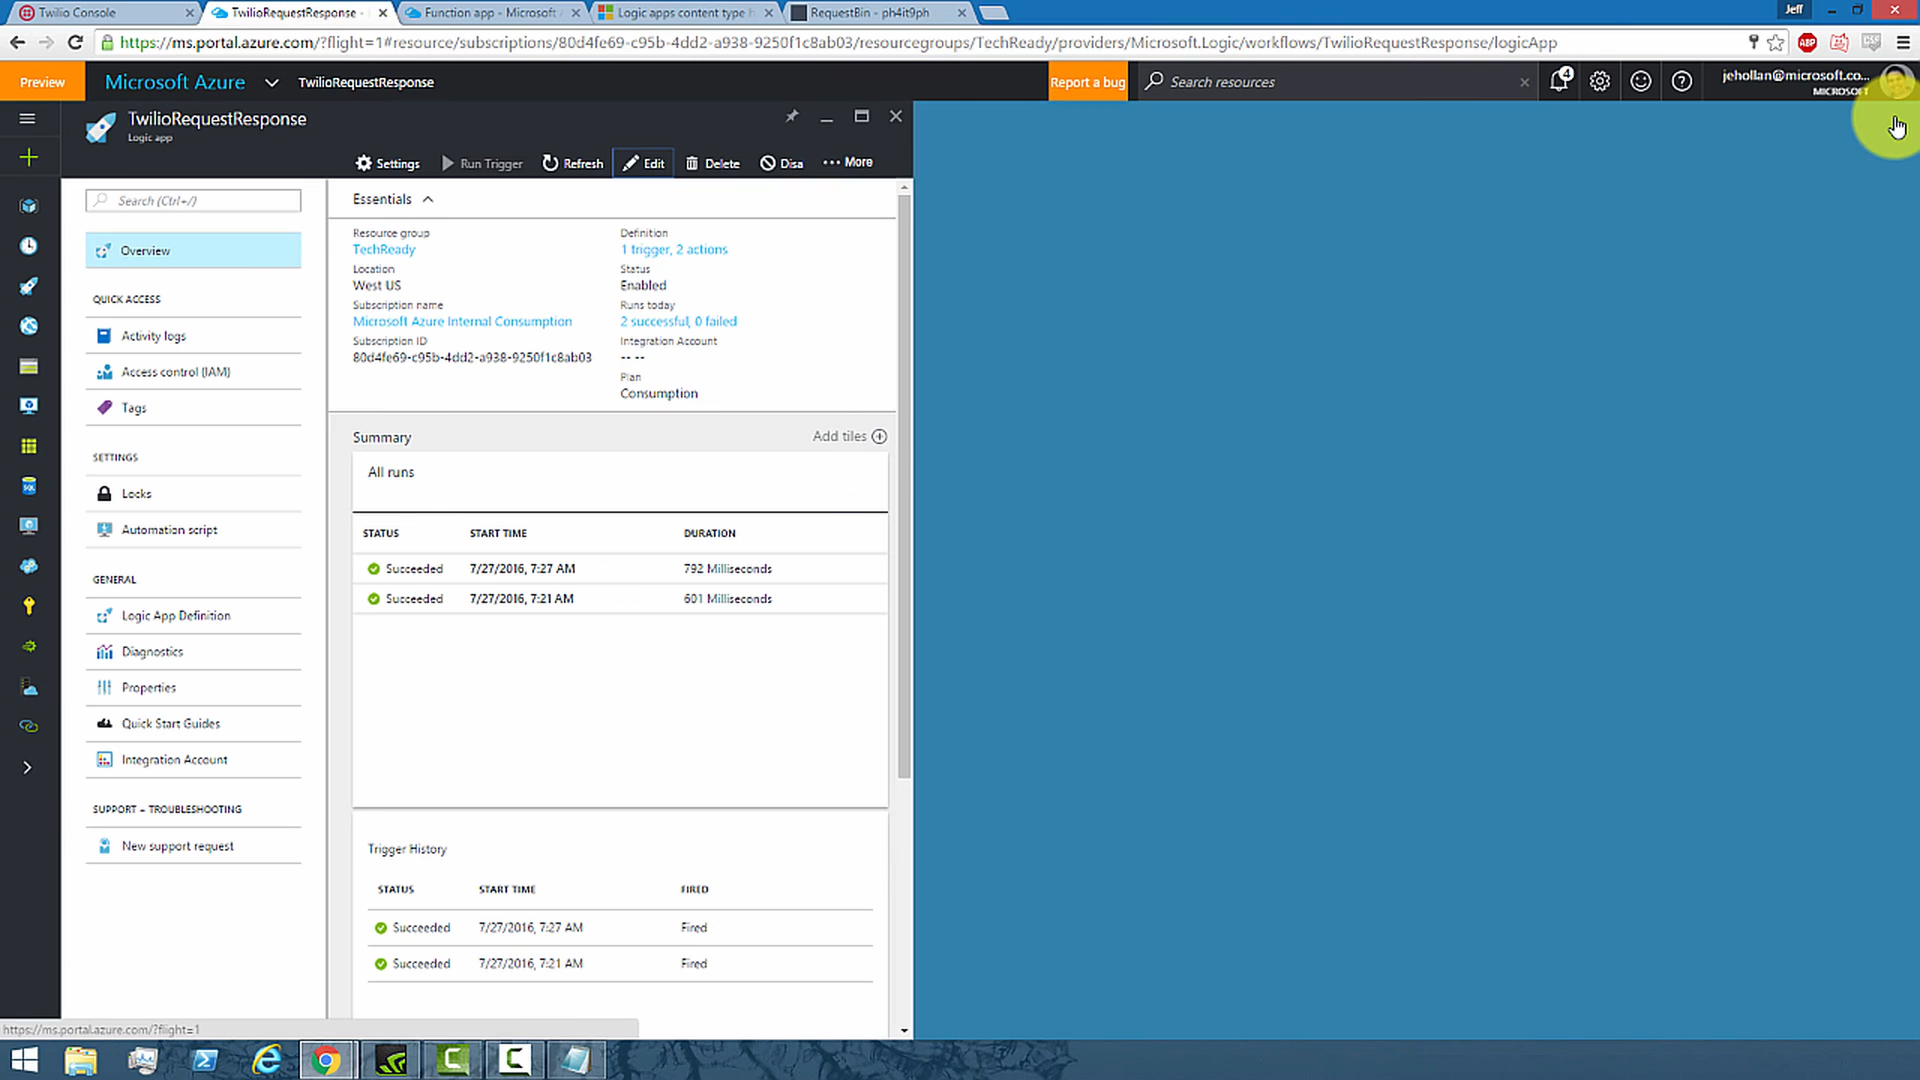 Twilio Console
TwilioRequestResponse -
Function app - Microsoft
Logic apps content type h
RequestBin - ph4it9ph
Jeff
https://ms.portal.azure.com/?flight=1#resource/subscriptions/80d4fe69-c95b-4dd2-a938-9250f1c8ab03/resourcegroups/TechReady/providers/Microsoft.Logic/workflows/TwilioRequestResponse/logicApp
ABP
Preview
Microsoft Azure
TwilioRequestResponse
Report a bug
Search resources
4
jehollan@microsoft.co...
MICROSOFT
TwilioRequestResponse
Logic app
Settings
Run Trigger
Refresh
Edit
Delete
Disa
More
Search (Ctrl+/)
Overview
QUICK ACCESS
Activity logs
Access control (IAM)
Tags
SETTINGS
Locks
Automation script
GENERAL
Logic App Definition
Diagnostics
Properties
Quick Start Guides
Integration Account
SUPPORT + TROUBLESHOOTING
New support request
Essentials
Resource group
TechReady
Location
West US
Subscription name
Microsoft Azure Internal Consumption
Subscription ID
80d4fe69-c95b-4dd2-a938-9250f1c8ab03
Definition
1 trigger, 2 actions
Status
Enabled
Runs today
2 successful, 0 failed
Integration Account
-- --
Plan
Consumption
Summary
Add tiles
All runs
STATUS START TIME DURATION
Succeeded 7/27/2016, 7:27 AM 792 Milliseconds
Succeeded 7/27/2016, 7:21 AM 601 Milliseconds
Trigger History
STATUS START TIME FIRED
Succeeded 7/27/2016, 7:27 AM Fired
Succeeded 7/27/2016, 7:21 AM Fired
https://ms.portal.azure.com/?flight=1